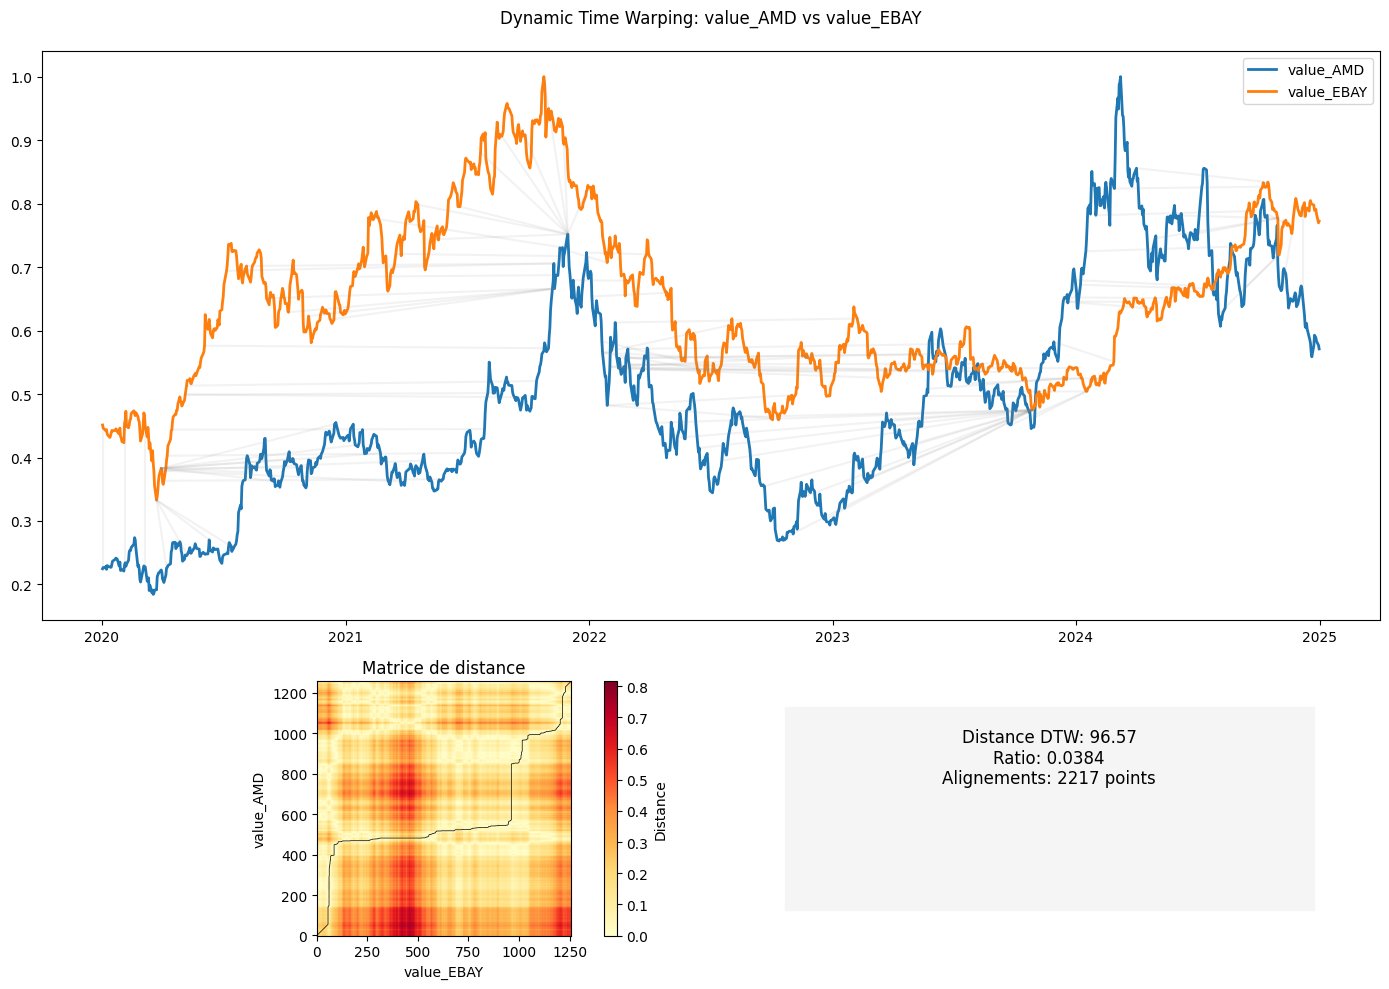 Dynamic Time Warping: value_AMD vs value_EBAY
value_AMD
value_EBAY
1.0
0.9
0.8
0.7
0.6
0.5
0.4
0.3
0.2
2020 2021 2022 2023 2024 2025
Matrice de distance
value_AMD
1200
1000
800
600
400
200
0
0 250 500 750 1000 1250
value_EBAY
0.8
0.7
0.6
0.5
0.4
0.3
0.2
0.1
0.0
Distance
Distance DTW: 96.57
Ratio: 0.0384
Alignements: 2217 points